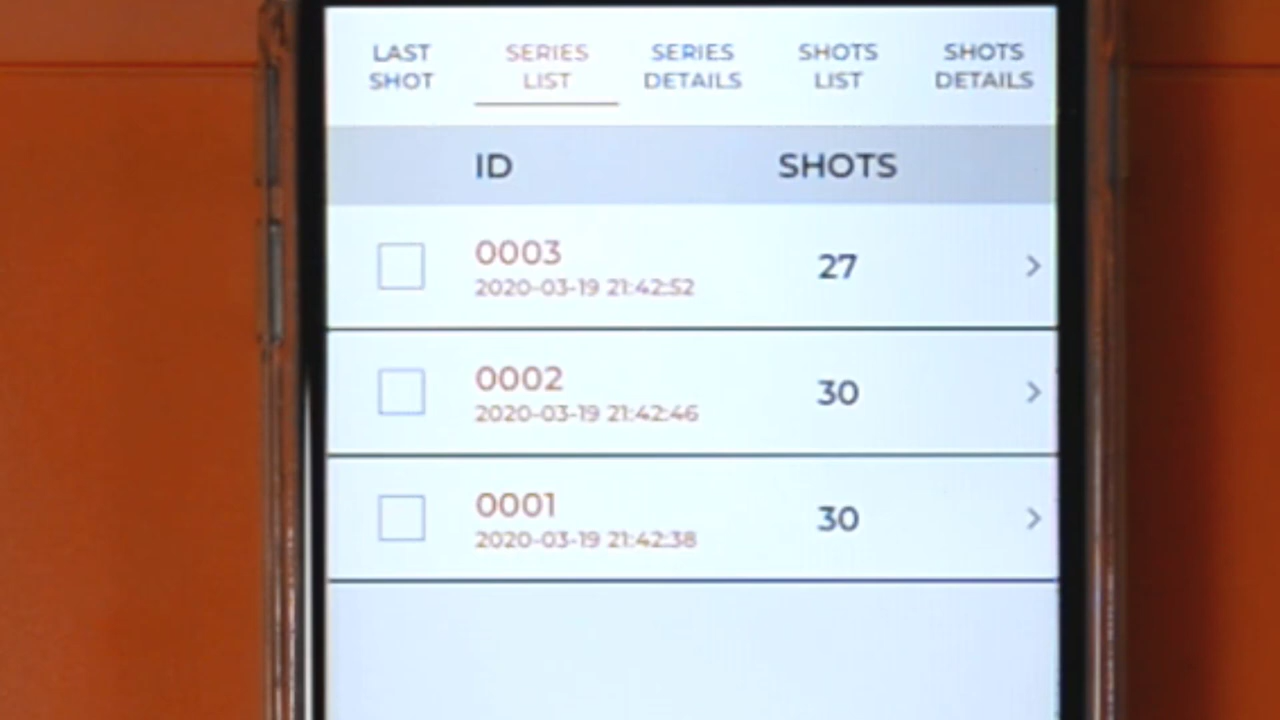 LAST SHOT
SERIES LIST
SERIES DETAILS
SHOTS LIST
SHOTS DETAILS
ID SHOTS
0003
2020-03-19 21:42:52
27
0002
2020-03-19 21:42:46
30
0001
2020-03-19 21:42:38
30